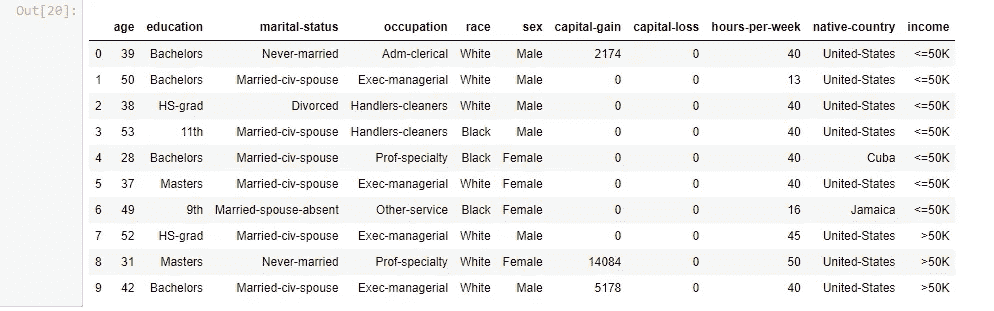 Out[20]:
age education marital-status occupation race sex capital-gain capital-loss hours-per-week native-country income
0 39 Bachelors Never-married Adm-clerical White Male 2174 0 40 United-States <=50K
1 50 Bachelors Married-civ-spouse Exec-managerial White Male 0 0 13 United-States <=50K
2 38 HS-grad Divorced Handlers-cleaners White Male 0 0 40 United-States <=50K
3 53 11th Married-civ-spouse Handlers-cleaners Black Male 0 0 40 United-States <=50K
4 28 Bachelors Married-civ-spouse Prof-specialty Black Female 0 0 40 Cuba <=50K
5 37 Masters Married-civ-spouse Exec-managerial White Female 0 0 40 United-States <=50K
6 49 9th Married-spouse-absent Other-service Black Female 0 0 16 Jamaica <=50K
7 52 HS-grad Married-civ-spouse Exec-managerial White Male 0 0 45 United-States >50K
8 31 Masters Never-married Prof-specialty White Female 14084 0 50 United-States >50K
9 42 Bachelors Married-civ-spouse Exec-managerial White Male 5178 0 40 United-States >50K